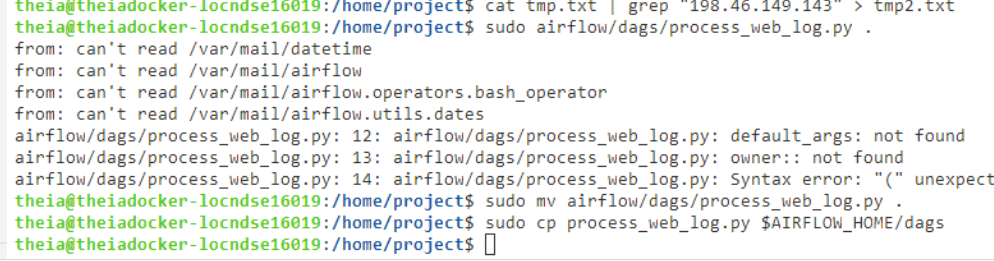 theia@theiadocker-locndse16019:/home/project$ cat tmp.txt | grep "198.46.149.143" > tmp2.txt
theia@theiadocker-locndse16019:/home/project$ sudo airflow/dags/process_web_log.py .
from: can't read /var/mail/datetime
from: can't read /var/mail/airflow
from: can't read /var/mail/airflow.operators.bash_operator
from: can't read /var/mail/airflow.utils.dates
airflow/dags/process_web_log.py: 12: airflow/dags/process_web_log.py: default_args: not found
airflow/dags/process_web_log.py: 13: airflow/dags/process_web_log.py: owner:: not found
airflow/dags/process_web_log.py: 14: airflow/dags/process_web_log.py: Syntax error: "(" unexpect
theia@theiadocker-locndse16019:/home/project$ sudo mv airflow/dags/process_web_log.py .
theia@theiadocker-locndse16019:/home/project$ sudo cp process_web_log.py $AIRFLOW_HOME/dags
theia@theiadocker-locndse16019:/home/project$